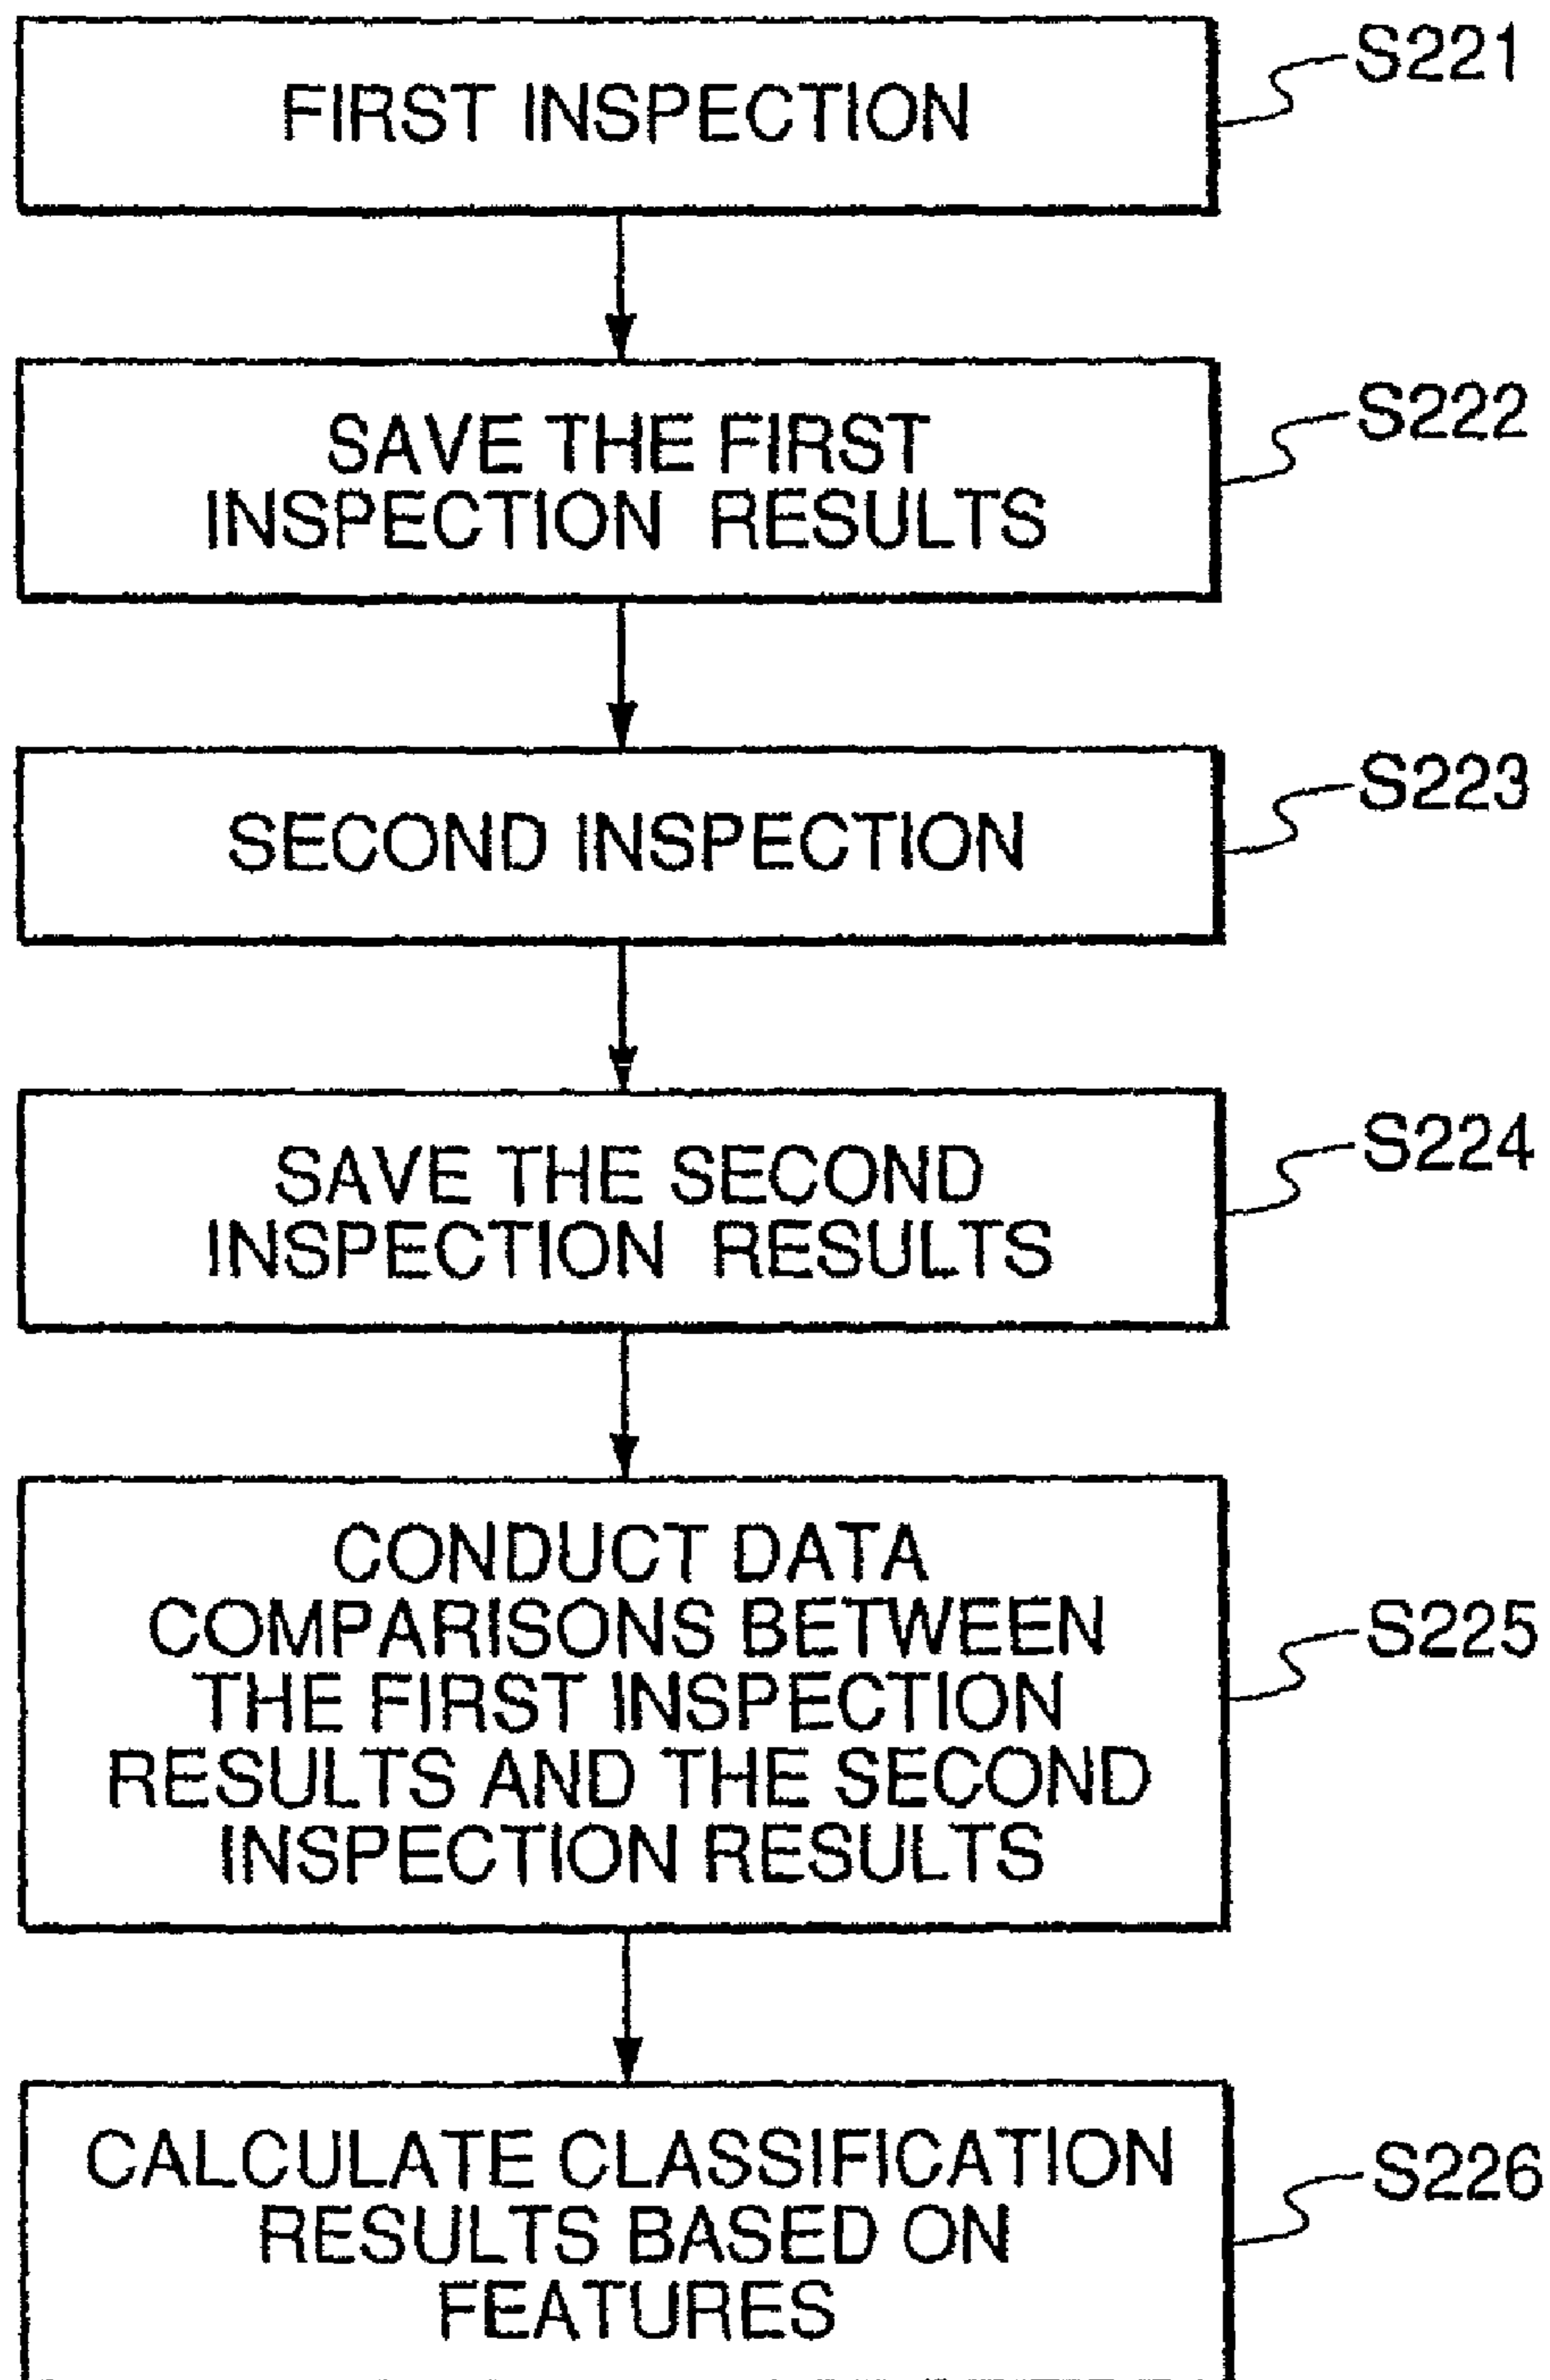 FIRST INSPECTION
S221
SAVE THE FIRST
INSPECTION RESULTS
S222
SECOND INSPECTION
S223
SAVE THE SECOND
INSPECTION RESULTS
S224
CONDUCT DATA
COMPARISONS BETWEEN
THE FIRST INSPECTION
RESULTS AND THE SECOND
INSPECTION RESULTS
S225
CALCULATE CLASSIFICATION
RESULTS BASED ON
FEATURES
S226